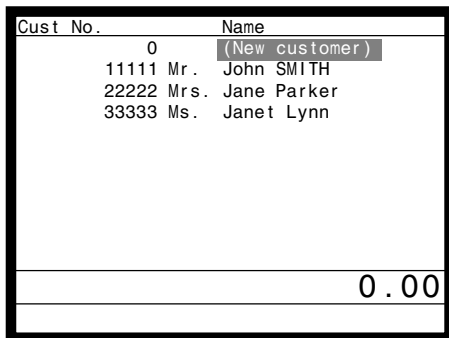 Cust No. Name
0 (New customer)
11111 Mr. John SMITH
22222 Mrs. Jane Parker
33333 Ms. Janet Lynn
0.00